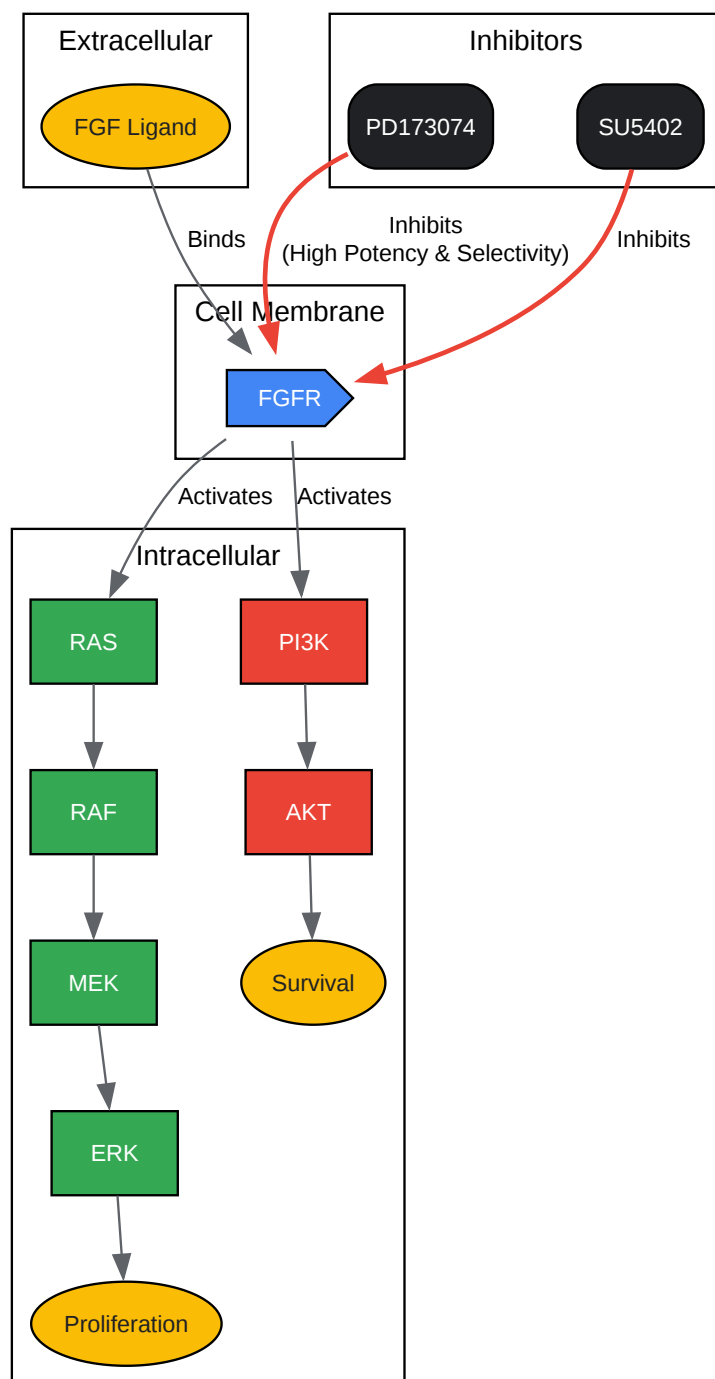 Extracellular
Inhibitors
FGF Ligand
PD173074
SU5402
Binds
Inhibits
(High Potency & Selectivity)
Inhibits
Cell Membrane
FGFR
Activates
Activates
Intracellular
RAS
PI3K
RAF
AKT
MEK
Survival
ERK
Proliferation